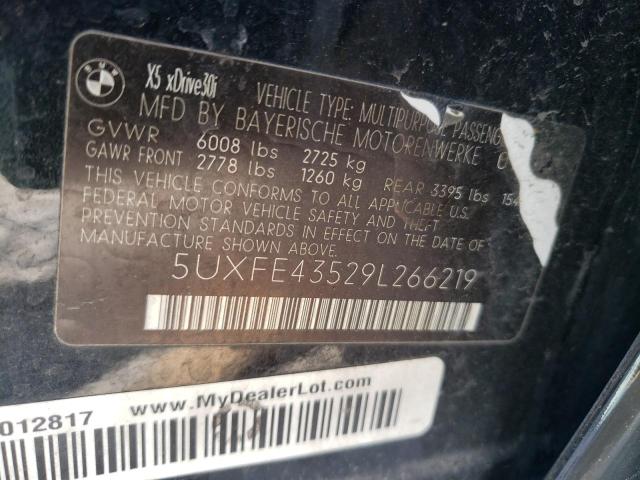 BMW
X5 xDrive30i
VEHICLE TYPE: MULTIPURPOSE PASSENG
MFD BY BAYERISCHE MOTORENWERKE
GVWR 6008 lbs 2725 kg
GAWR FRONT 2778 lbs 1260 kg REAR 3395 lbs 154
THIS VEHICLE CONFORMS TO ALL APPLICABLE U.S.
FEDERAL MOTOR VEHICLE SAFETY AND THEFT
PREVENTION STANDARDS IN EFFECT ON THE DATE OF
MANUFACTURE SHOWN ABOVE.
5UXFE43529L266219
www.MyDealerLot.com
012817